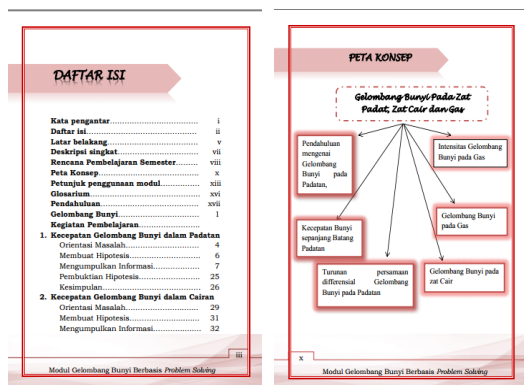 DAFTAR ISI
Kata pengantar................................. i
Daftar isi.......................................... ii
Latar belakang.................................. v
Deskripsi singkat............................... vii
Rencana Pembelajaran Semester......... viii
Peta Konsep...................................... x
Petunjuk penggunaan modul............... xiii
Glosarium......................................... xvi
Pendahuluan..................................... xvii
Gelombang Bunyi.............................. 1
Kegiatan Pembelajaran.......................
1. Kecepatan Gelombang Bunyi dalam Padatan
Orientasi Masalah............................ 4
Membuat Hipotesis.......................... 6
Mengumpulkan Informasi................. 7
Pembuktian Hipotesis....................... 25
Kesimpulan..................................... 26
2. Kecepatan Gelombang Bunyi dalam Cairan
Orientasi Masalah............................ 29
Membuat Hipotesis.......................... 31
Mengumpulkan Informasi................. 32
iii
Modul Gelombang Bunyi Berbasis Problem Solving
PETA KONSEP
Gelombang Bunyi Pada Zat
Padat, Zat Cair dan Gas
Pendahuluan
mengenai
Gelombang
Bunyi pada
Padatan,
Intensitas Gelombang
Bunyi pada Gas
Kecepatan Bunyi
sepanjang Batang
Padatan
Gelombang Bunyi
pada Gas
Turunan persamaan
differensial Gelombang
Bunyi pada Padatan
Gelombang Bunyi pada
zat Cair
x
Modul Gelombang Bunyi Berbasis Problem Solving